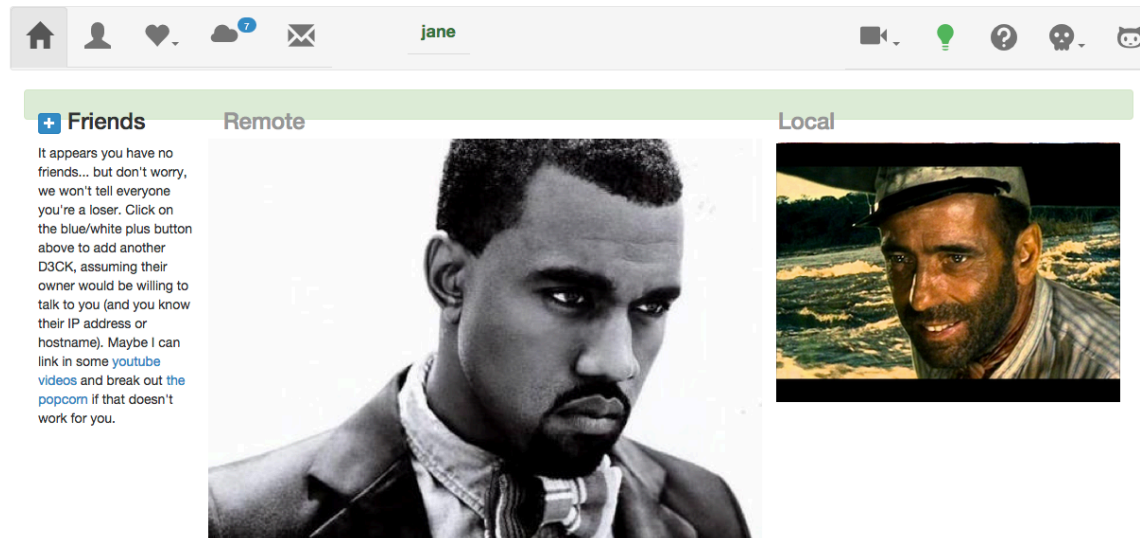 7
jane
Friends
Remote
Local
It appears you have no
friends... but don't worry,
we won't tell everyone
you're a loser. Click on
the blue/white plus button
above to add another
D3CK, assuming their
owner would be willing to
talk to you (and you know
their IP address or
hostname). Maybe I can
link in some youtube
videos and break out the
popcorn if that doesn't
work for you.